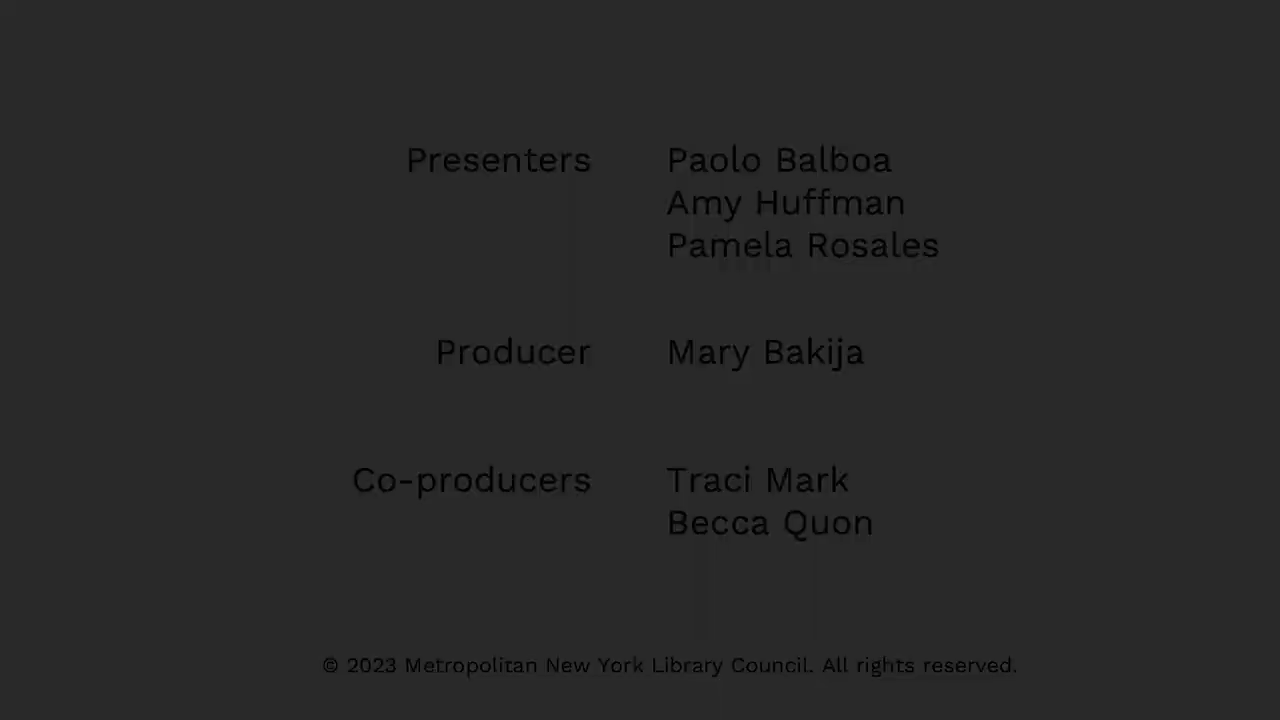 Presenters Paolo Balboa
Amy Huffman
Pamela Rosales
Producer Mary Bakija
Co-producers Traci Mark
Becca Quon
© 2023 Metropolitan New York Library Council. All rights reserved.